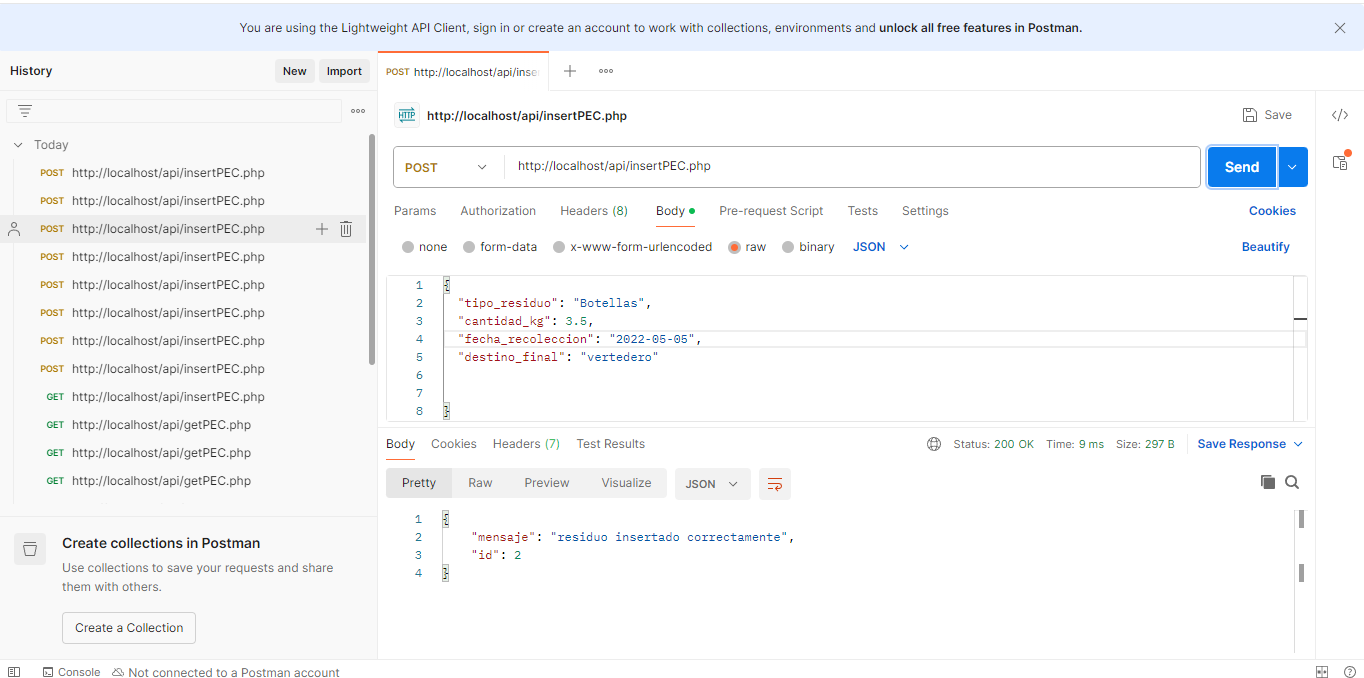 You are using the Lightweight API Client, sign in or create an account to work with collections, environments and unlock all free features in Postman.
History
New
Import
POST http://localhost/api/inse
Today
POST http://localhost/api/insertPEC.php
POST http://localhost/api/insertPEC.php
POST http://localhost/api/insertPEC.php
POST http://localhost/api/insertPEC.php
POST http://localhost/api/insertPEC.php
POST http://localhost/api/insertPEC.php
POST http://localhost/api/insertPEC.php
POST http://localhost/api/insertPEC.php
GET http://localhost/api/insertPEC.php
GET http://localhost/api/getPEC.php
GET http://localhost/api/getPEC.php
GET http://localhost/api/getPEC.php
Create collections in Postman
Use collections to save your requests and share
them with others.
Create a Collection
HTTP http://localhost/api/insertPEC.php
Save
POST http://localhost/api/insertPEC.php
Send
Params Authorization Headers (8) Body Pre-request Script Tests Settings
Cookies
none form-data x-www-form-urlencoded raw binary JSON
Beautify
1 {
2 "tipo_residuo": "Botellas",
3 "cantidad_kg": 3.5,
4 "fecha_recoleccion": "2022-05-05",
5 "destino_final": "vertedero"
6
7
8 }
Body Cookies Headers (7) Test Results
Status: 200 OK Time: 9 ms Size: 297 B
Save Response
Pretty Raw Preview Visualize JSON
1 {
2 "mensaje": "residuo insertado correctamente",
3 "id": 2
4 }
Console Not connected to a Postman account